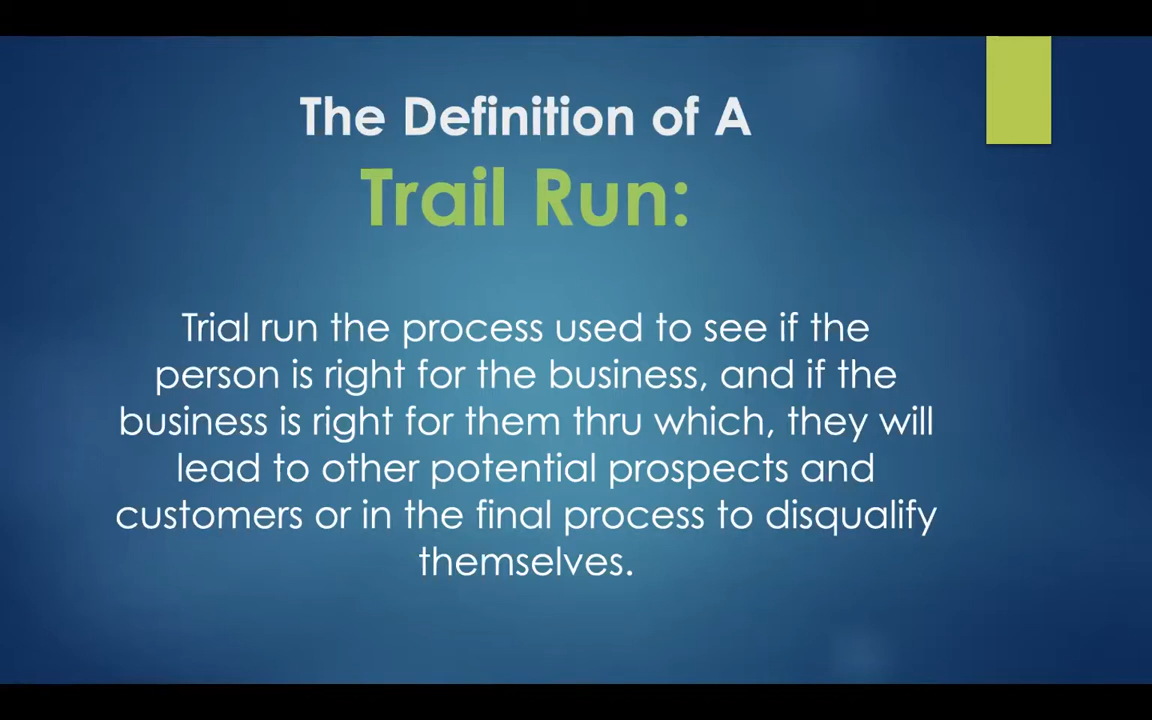 The Definition of A
Trail Run:
Trial run the process used to see if the
person is right for the business, and if the
business is right for them thru which, they will
lead to other potential prospects and
customers or in the final process to disqualify
themselves.